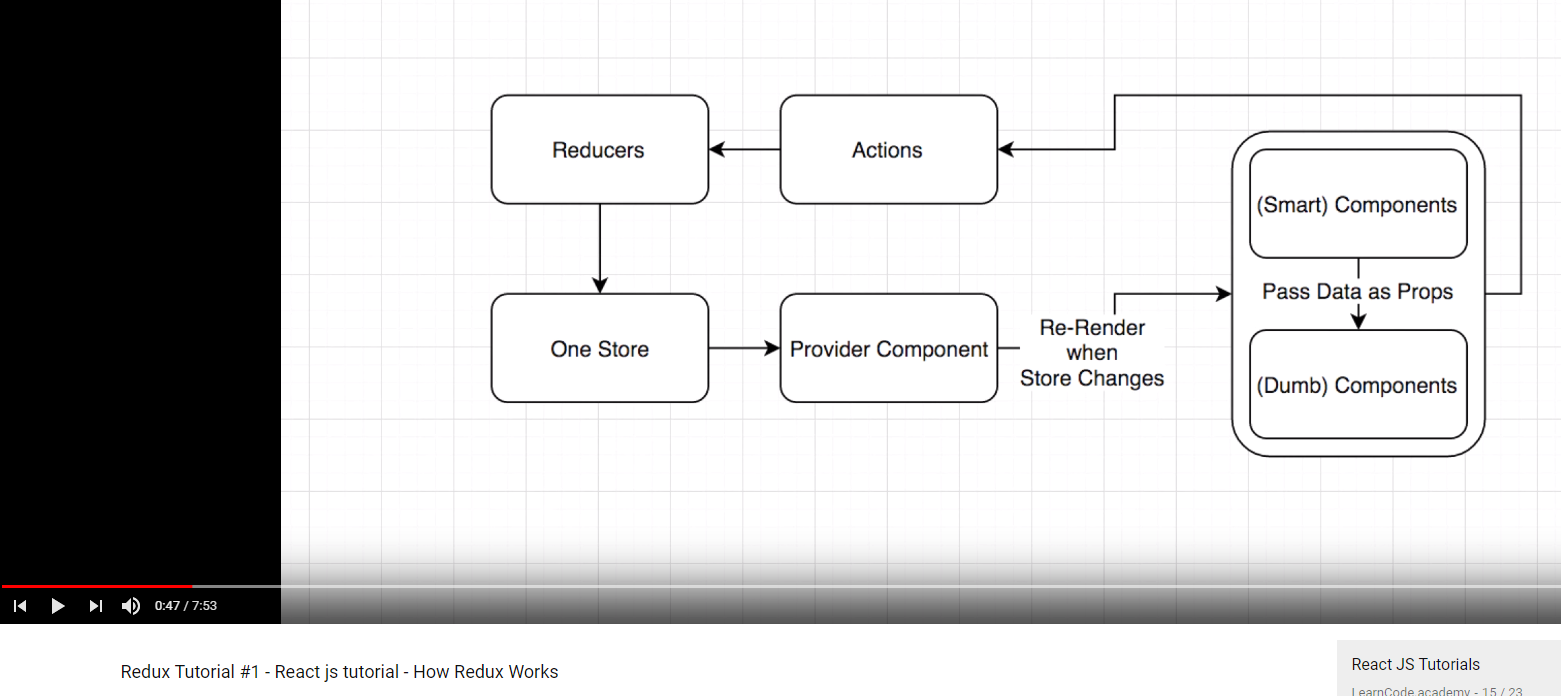 Reducers
Actions
(Smart) Components
Pass Data as Props
One Store
Provider Component
Re-Render
when
Store Changes
(Dumb) Components
0:47 / 7:53
Redux Tutorial #1 - React js tutorial - How Redux Works
React JS Tutorials
LearnCode academy - 15 / 23